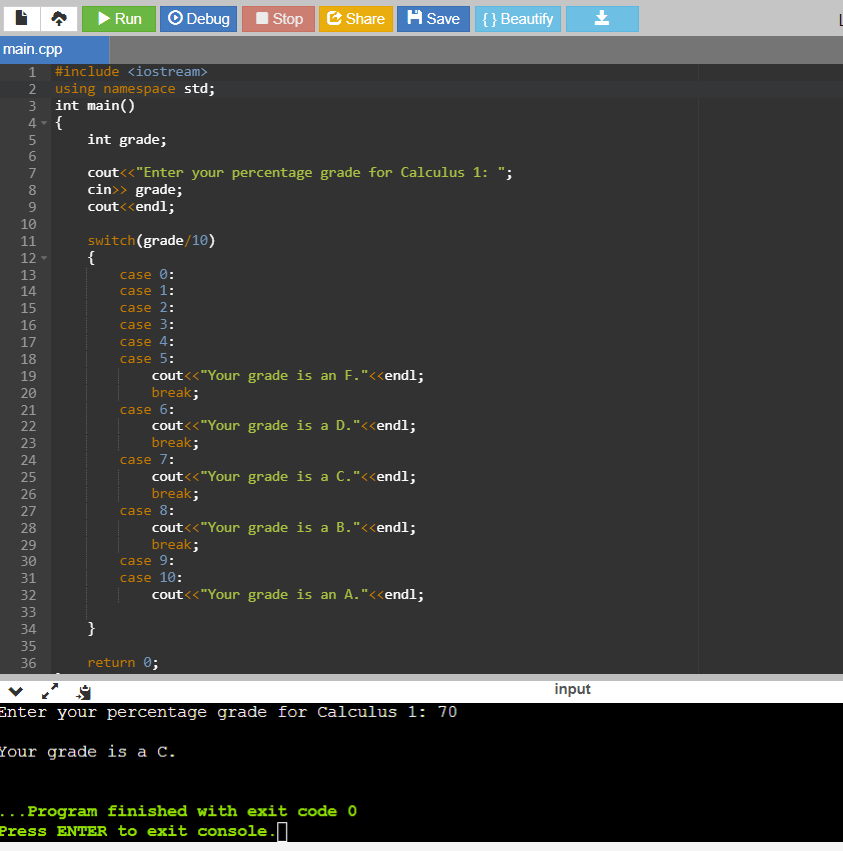 Run Debug Stop Share Save { } Beautify
main.cpp
1 #include <iostream>
2 using namespace std;
3 int main()
4 {
5 int grade;
6
7 cout<<"Enter your percentage grade for Calculus 1: ";
8 cin>> grade;
9 cout<<endl;
10
11 switch(grade/10)
12 {
13 case 0:
14 case 1:
15 case 2:
16 case 3:
17 case 4:
18 case 5:
19 cout<<"Your grade is an F."<<endl;
20 break;
21 case 6:
22 cout<<"Your grade is a D."<<endl;
23 break;
24 case 7:
25 cout<<"Your grade is a C."<<endl;
26 break;
27 case 8:
28 cout<<"Your grade is a B."<<endl;
29 break;
30 case 9:
31 case 10:
32 cout<<"Your grade is an A."<<endl;
33
34 }
35
36 return 0;
input
Enter your percentage grade for Calculus 1: 70
Your grade is a C.
...Program finished with exit code 0
Press ENTER to exit console.